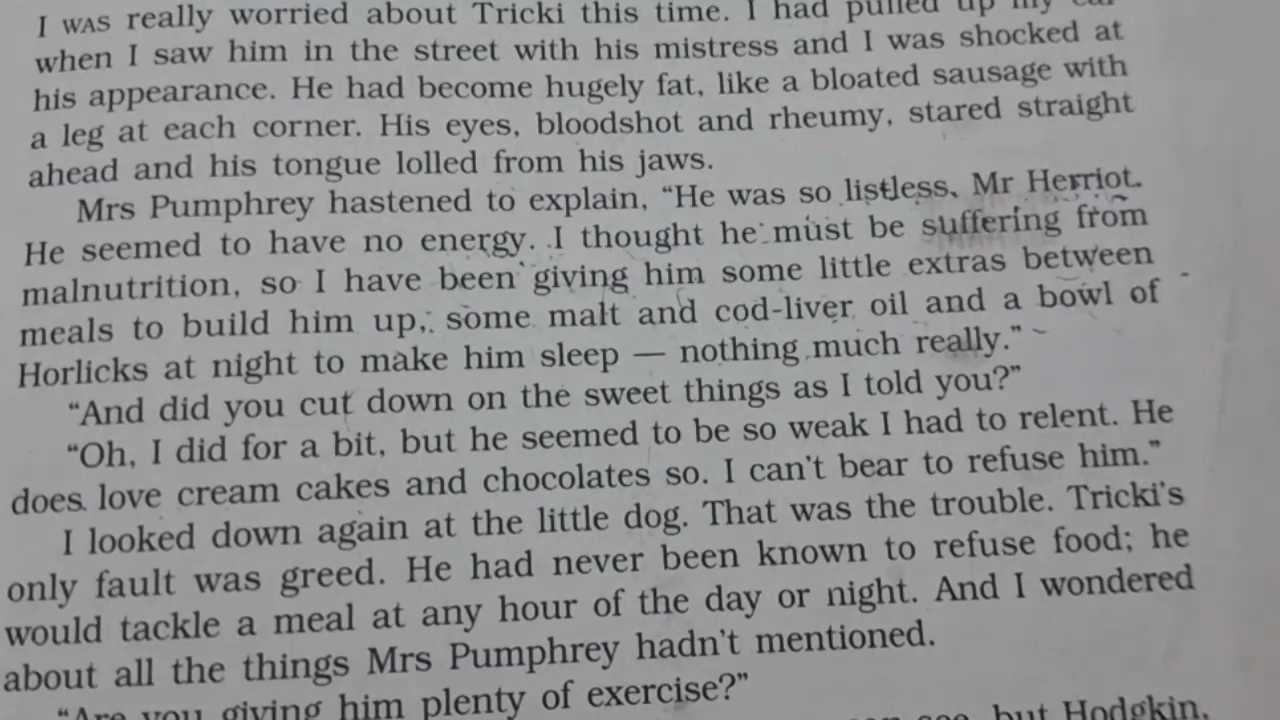 I WAS really worried about Tricki this time. I had pulled up my car
when I saw him in the street with his mistress and I was shocked at
his appearance. He had become hugely fat, like a bloated sausage with
a leg at each corner. His eyes, bloodshot and rheumy, stared straight
ahead and his tongue lolled from his jaws.
Mrs Pumphrey hastened to explain, “He was so listless, Mr Herriot.
He seemed to have no energy. I thought he must be suffering from
malnutrition, so I have been giving him some little extras between
meals to build him up, some malt and cod-liver oil and a bowl of
Horlicks at night to make him sleep — nothing much really.”
“And did you cut down on the sweet things as I told you?”
“Oh, I did for a bit, but he seemed to be so weak I had to relent. He
does love cream cakes and chocolates so. I can't bear to refuse him.”
I looked down again at the little dog. That was the trouble. Tricki's
only fault was greed. He had never been known to refuse food; he
would tackle a meal at any hour of the day or night. And I wondered
about all the things Mrs Pumphrey hadn't mentioned.
“Are you giving him plenty of exercise?”
see, but Hodgkin,